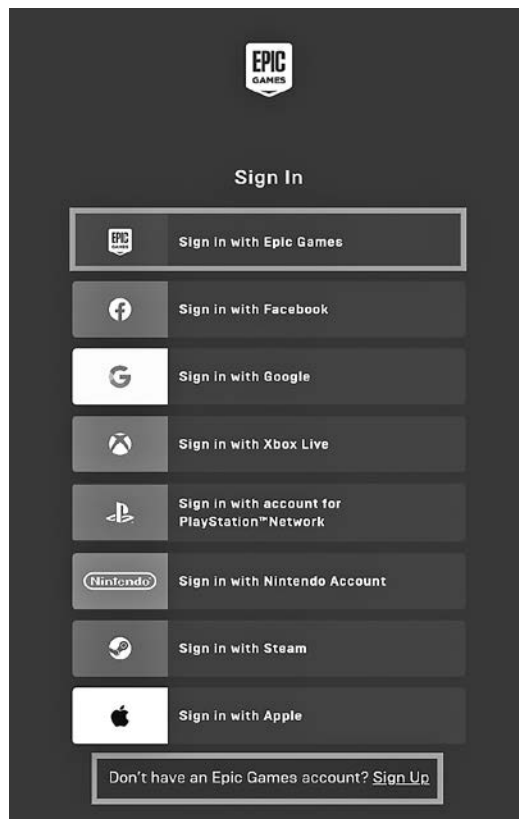 EPIC
GAMES
Sign In
EPIC
GAMES
Sign in with Epic Games
Sign in with Facebook
G
Sign in with Google
Sign in with Xbox Live
Sign in with account for
PlayStation™Network
Nintendo
Sign in with Nintendo Account
Sign in with Steam
Sign in with Apple
Don't have an Epic Games account? Sign Up